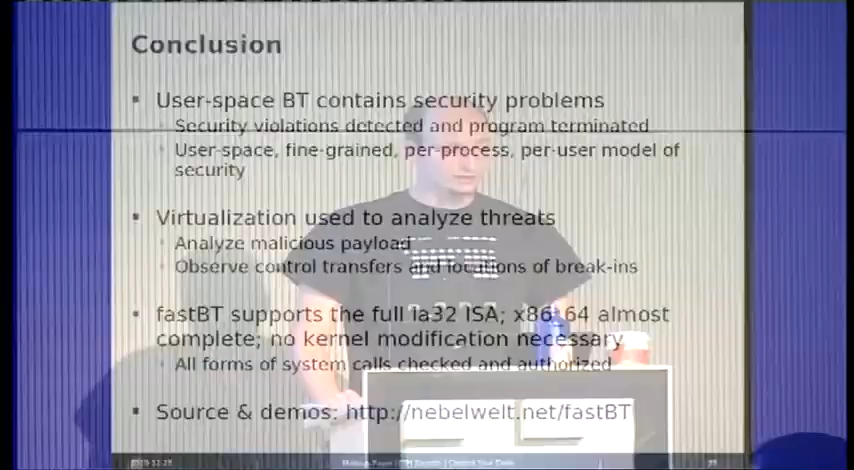 Conclusion
User-space BT contains security problems
Security violations detected and program terminated
User-space, fine-grained, per-process, per-user model of
security
Virtualization used to analyze threats
Analyze malicious payload
Observe control transfers and locations of break-ins
fastBT supports the full Ia32 ISA; x86_64 almost
complete; no kernel modification necessary
All forms of system calls checked and authorized
Source & demos: http://nebelwelt.net/fastBT